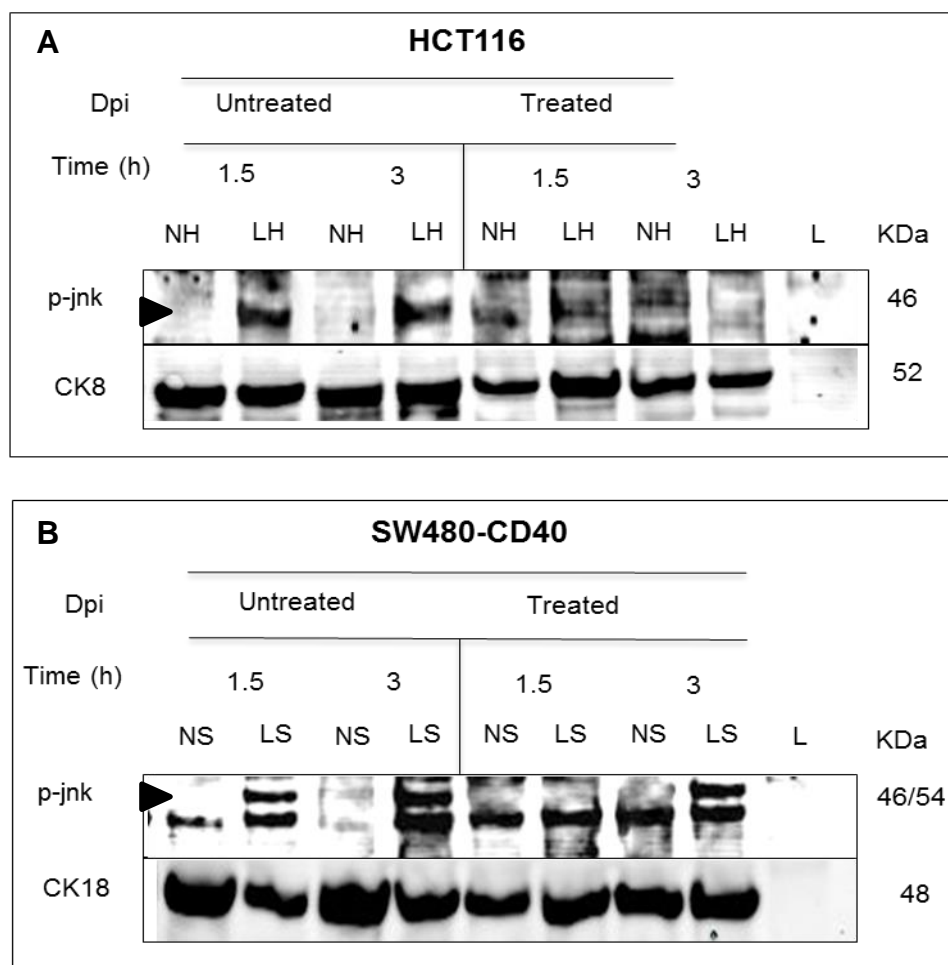 A
HCT116
Dpi Untreated Treated
Time (h) 1.5 3 1.5 3
NH LH NH LH NH LH NH LH L KDa
p-jnk 46
CK8 52
B
SW480-CD40
Dpi Untreated Treated
Time (h) 1.5 3 1.5 3
NS LS NS LS NS LS NS LS L KDa
p-jnk 46/54
CK18 48